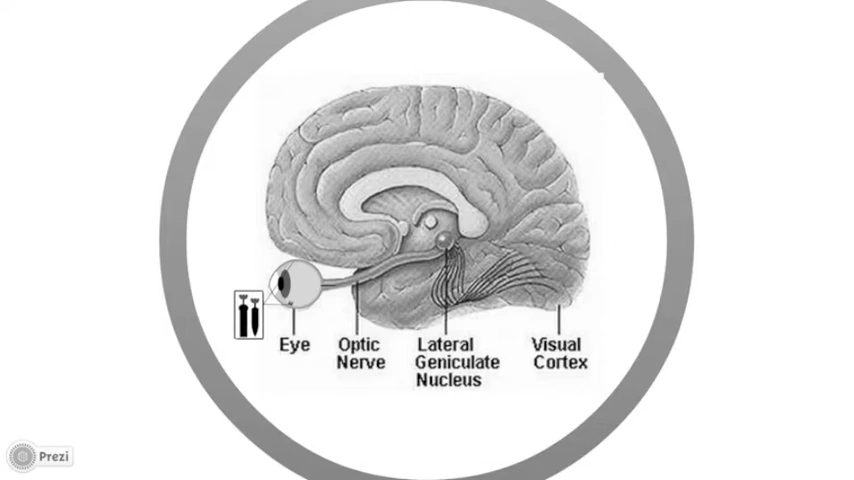 Eye
Optic
Nerve
Lateral
Geniculate
Nucleus
Visual
Cortex
Prezi